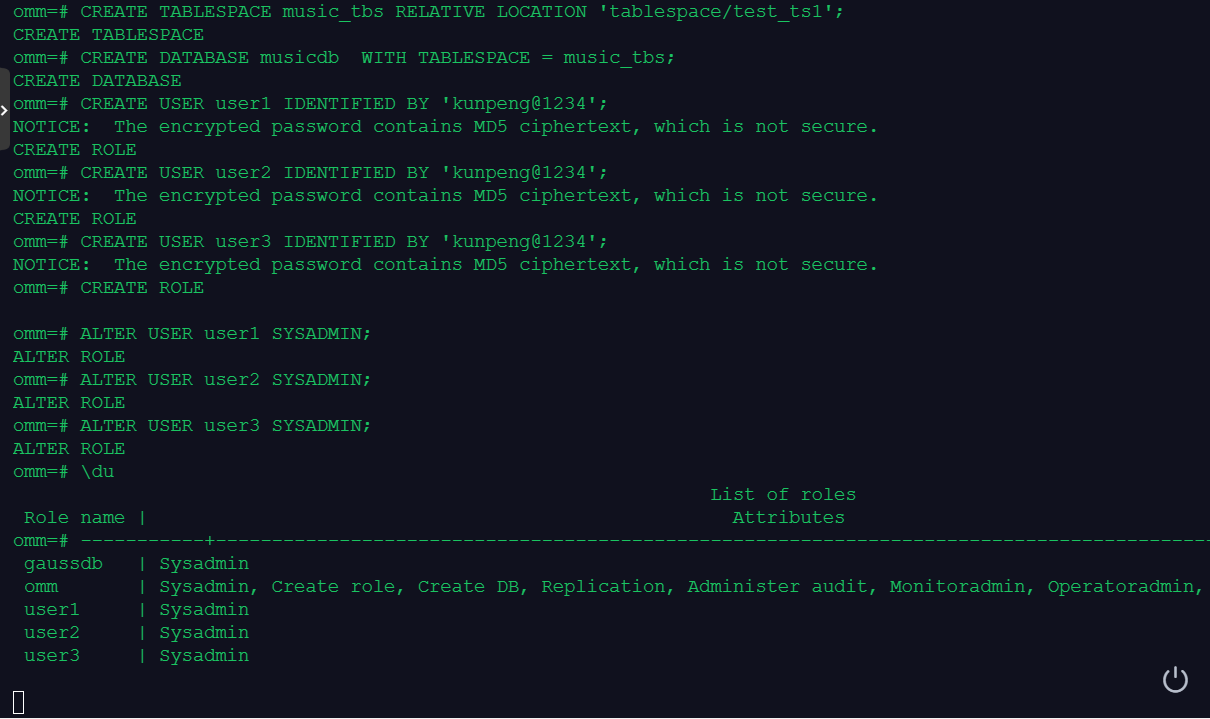 omm=# CREATE TABLESPACE music_tbs RELATIVE LOCATION 'tablespace/test_ts1';
CREATE TABLESPACE
omm=# CREATE DATABASE musicdb  WITH TABLESPACE = music_tbs;
CREATE DATABASE
omm=# CREATE USER user1 IDENTIFIED BY 'kunpeng@1234';
NOTICE:  The encrypted password contains MD5 ciphertext, which is not secure.
CREATE ROLE
omm=# CREATE USER user2 IDENTIFIED BY 'kunpeng@1234';
NOTICE:  The encrypted password contains MD5 ciphertext, which is not secure.
CREATE ROLE
omm=# CREATE USER user3 IDENTIFIED BY 'kunpeng@1234';
NOTICE:  The encrypted password contains MD5 ciphertext, which is not secure.
omm=# CREATE ROLE
omm=# ALTER USER user1 SYSADMIN;
ALTER ROLE
omm=# ALTER USER user2 SYSADMIN;
ALTER ROLE
omm=# ALTER USER user3 SYSADMIN;
ALTER ROLE
omm=# \du
List of roles
Role name | Attributes
omm=# -----------+----------------------------------------------------------------------------------------
gaussdb   | Sysadmin
omm       | Sysadmin, Create role, Create DB, Replication, Administer audit, Monitoradmin, Operatoradmin,
user1     | Sysadmin
user2     | Sysadmin
user3     | Sysadmin